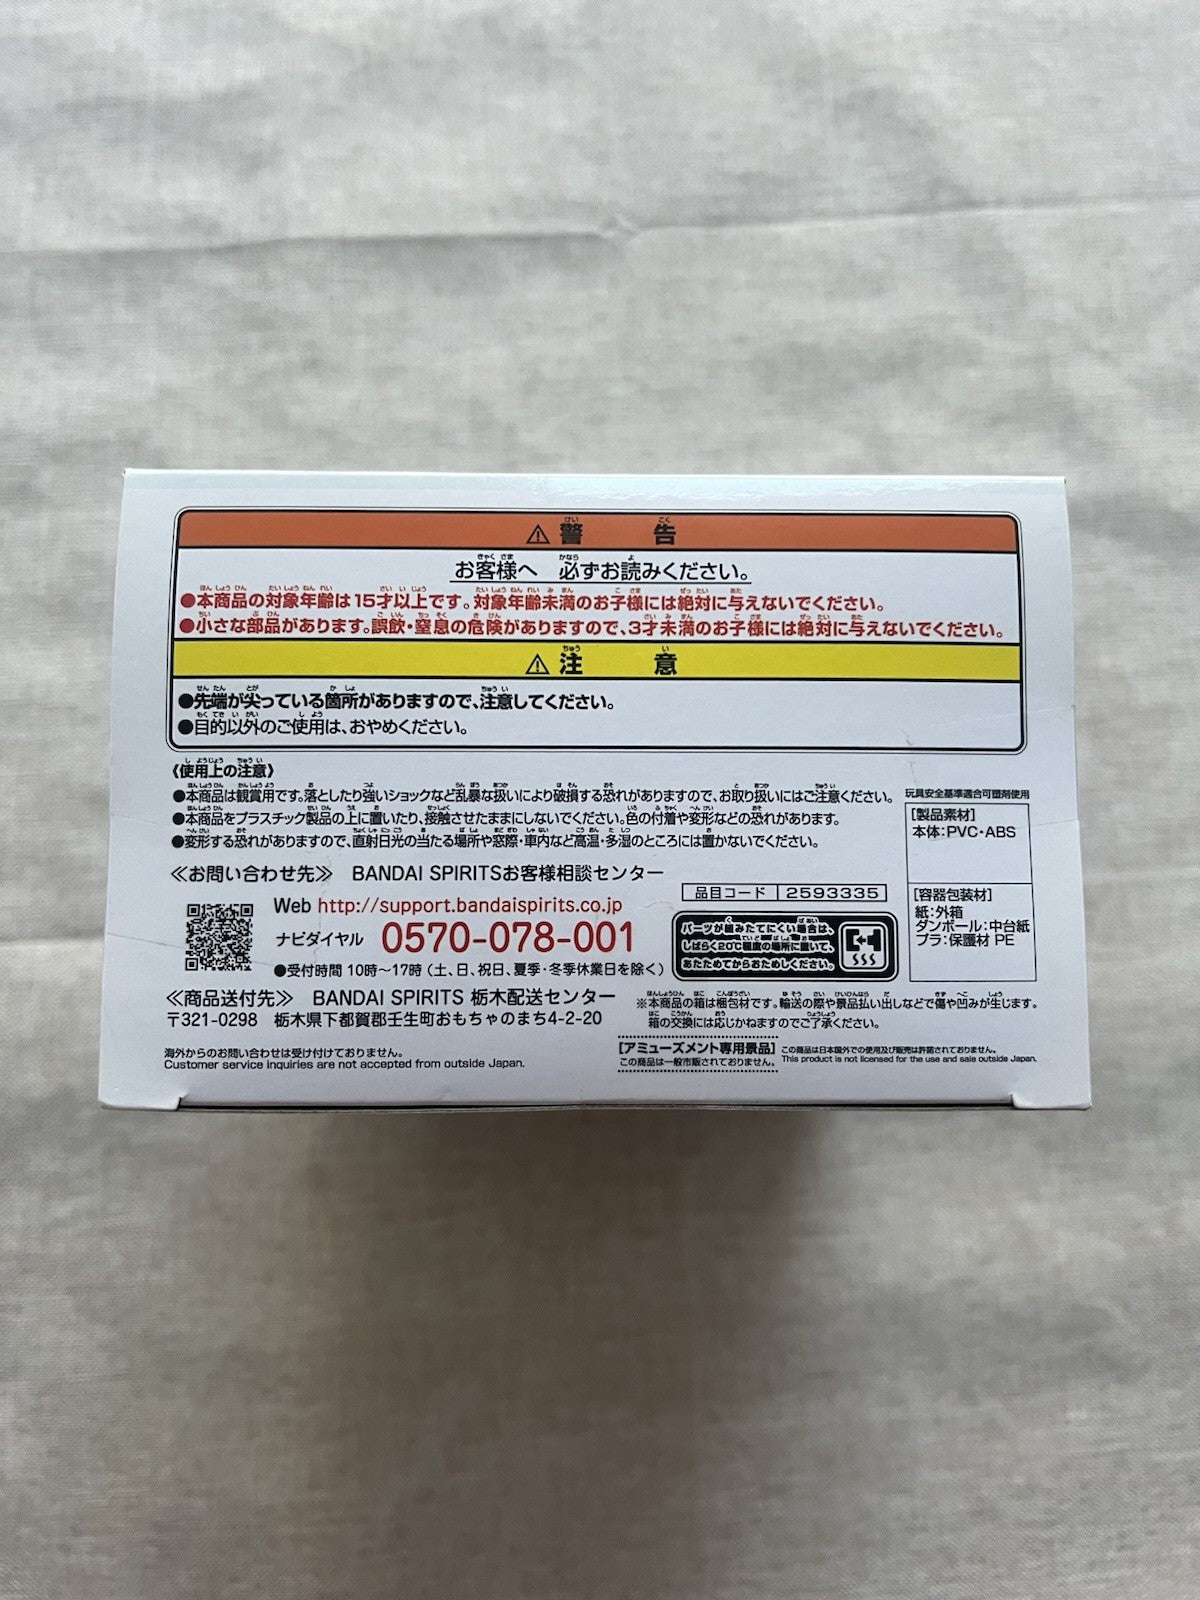 ⚠警告
お客様へ 必ずお読みください。
●本商品の対象年齢は15才以上です。対象年齢未満のお子様には絶対に与えないでください。
●小さな部品があります。誤飲・窒息の危険がありますので、3才未満のお子様には絶対に与えないでください。
⚠注意
●先端が尖っている箇所がありますので、注意してください。
●目的以外のご使用は、おやめください。
《使用上の注意》
●本商品は観賞用です。落としたり強いショックなど乱暴な扱いにより破損する恐れがありますので、お取り扱いにはご注意ください。
●本商品をプラスチック製品の上に置いたり、接触させたままにしないでください。色の付着や変形などの恐れがあります。
●変形する恐れがありますので、直射日光の当たる場所や窓際・車内など高温・多湿のところには置かないでください。
玩具安全基準適合可塑剤使用
[製品素材]
本体:PVC・ABS
[容器包装材]
紙:外箱
ダンボール:中台紙
プラ:保護材 PE
≪お問い合わせ先≫ BANDAI SPIRITSお客様相談センター
Web http://support.bandaispirits.co.jp
ナビダイヤル 0570-078-001
●受付時間 10時〜17時(土、日、祝日、夏季・冬季休業日を除く)
品目コード 2593335
パーツが組みたてにくい場合は、
しばらく20℃程度の場所に置いて、
あたためてからおためしください。
≪商品送付先≫ BANDAI SPIRITS 栃木配送センター
〒321-0298 栃木県下都賀郡壬生町おもちゃのまち4-2-20
※本商品の箱は梱包材です。輸送の際や景品払い出しなどで傷や凹みが生じます。
箱の交換には応じかねますのでご了承ください。
海外からのお問い合わせは受け付けておりません。
Customer service inquiries are not accepted from outside Japan.
[アミューズメント専用景品]
この商品は一般市販されておりません。
この商品は日本国外での使用及び販売は許諾されておりません。
This product is not licensed for the use and sale outside Japan.